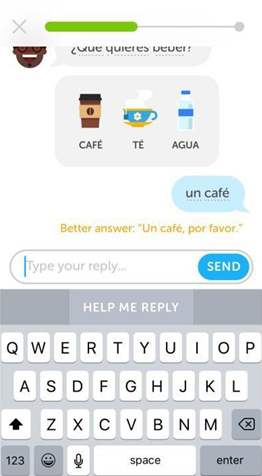 ¿Qué quieres beber?
CAFÉ TÉ AGUA
un café
Better answer: "Un café, por favor."
Type your reply... SEND
HELP ME REPLY
Q W E R T Y U I O P
A S D F G H J K L
Z X C V B N M
123 space enter